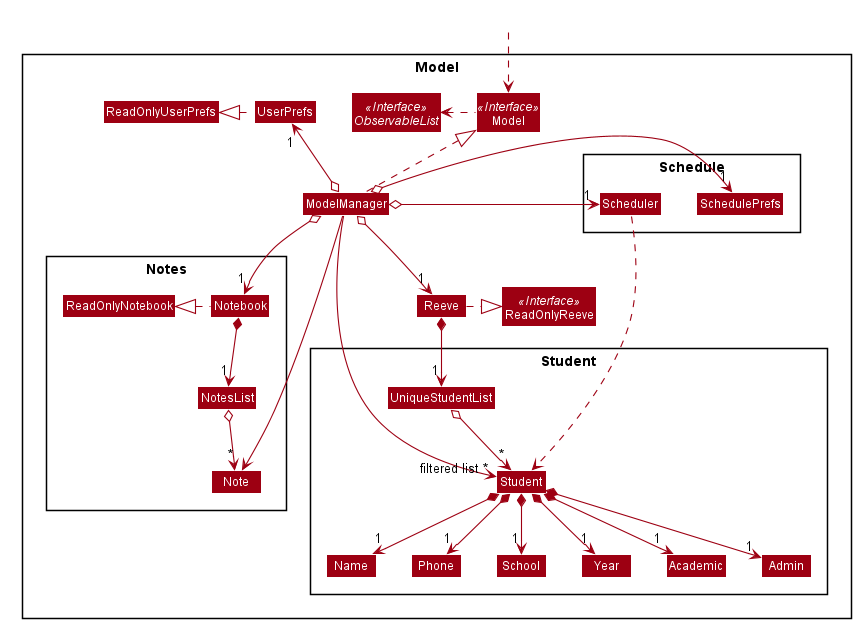 Model
ReadOnlyUserPrefs
UserPrefs
«Interface»
ObservableList
«Interface»
Model
1
Schedule
1
ModelManager
1
Scheduler
SchedulePrefs
Notes
1
1
ReadOnlyNotebook
Notebook
Reeve
«Interface»
ReadOnlyReeve
Student
1
1
NotesList
UniqueStudentList
*
*
filtered list *
Note
Student
1
1
1
1
1
1
Name
Phone
School
Year
Academic
Admin